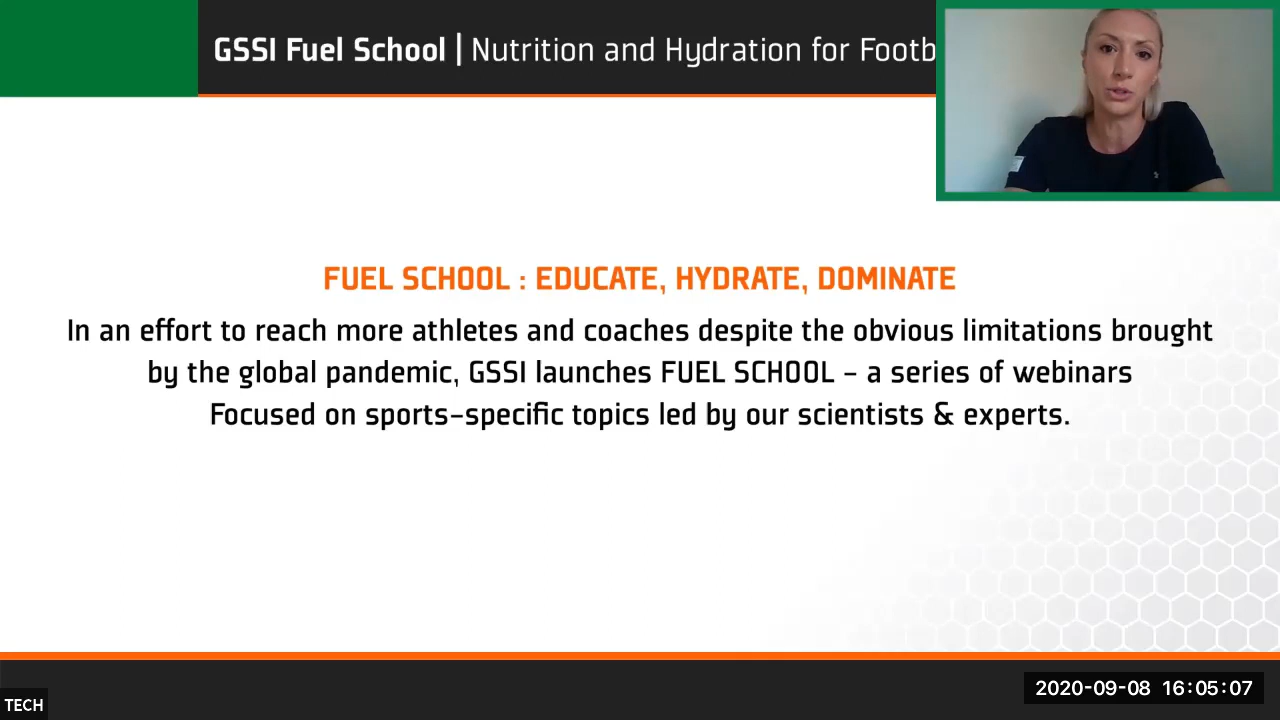 GSSI Fuel School | Nutrition and Hydration for Footb
FUEL SCHOOL : EDUCATE, HYDRATE, DOMINATE
In an effort to reach more athletes and coaches despite the obvious limitations brought
by the global pandemic, GSSI launches FUEL SCHOOL – a series of webinars
Focused on sports-specific topics led by our scientists & experts.
2020-09-08 16:05:07
TECH